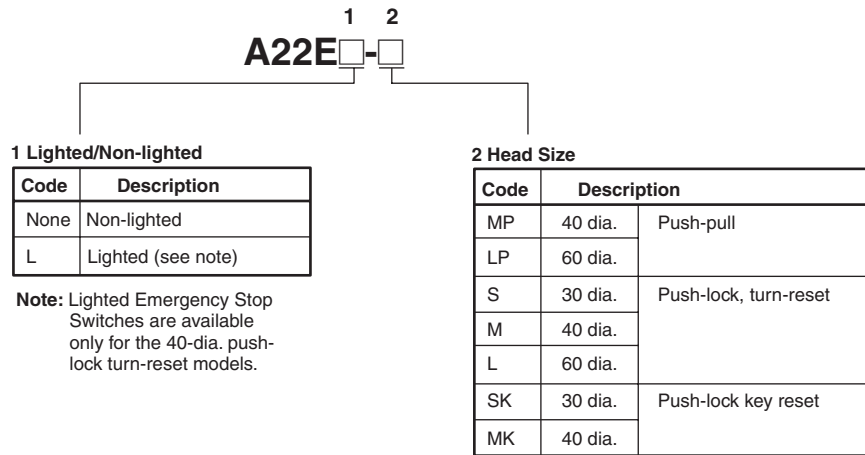 1 2
A22E□-□
1 Lighted/Non-lighted
Code Description
None Non-lighted
L Lighted (see note)
Note: Lighted Emergency Stop
Switches are available
only for the 40-dia. push-
lock turn-reset models.
2 Head Size
Code Description
MP 40 dia. Push-pull
LP 60 dia.
S 30 dia. Push-lock, turn-reset
M 40 dia.
L 60 dia.
SK 30 dia. Push-lock key reset
MK 40 dia.